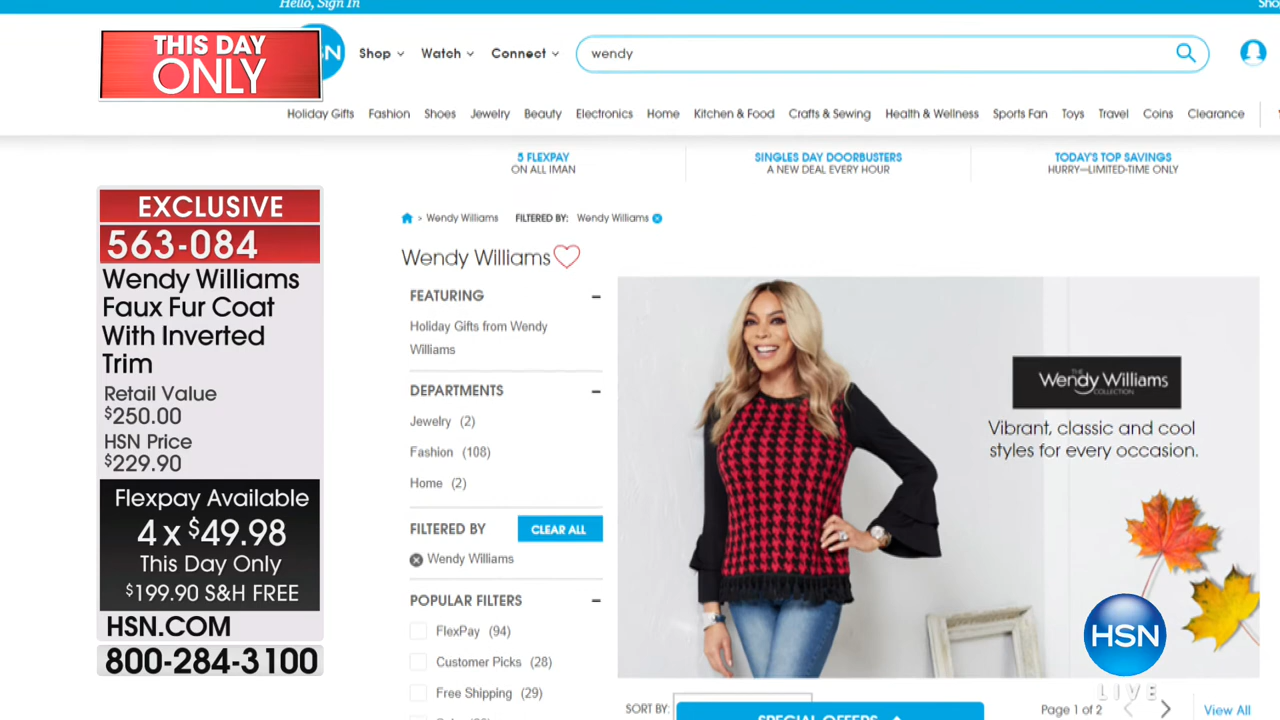 Hello, Sign In
Sho
THIS DAY
ONLY
N
Shop
Watch
Connect
wendy
Holiday Gifts
Fashion
Shoes
Jewelry
Beauty
Electronics
Home
Kitchen & Food
Crafts & Sewing
Health & Wellness
Sports Fan
Toys
Travel
Coins
Clearance
5 FLEXPAY
ON ALL IMAN
SINGLES DAY DOORBUSTERS
A NEW DEAL EVERY HOUR
TODAY'S TOP SAVINGS
HURRY—LIMITED-TIME ONLY
EXCLUSIVE
563-084
Wendy Williams
Faux Fur Coat
With Inverted
Trim
Retail Value
$250.00
HSN Price
$229.90
Flexpay Available
4 x $49.98
This Day Only
$199.90 S&H FREE
HSN.COM
800-284-3100
> Wendy Williams FILTERED BY: Wendy Williams
Wendy Williams
FEATURING
Holiday Gifts from Wendy
Williams
DEPARTMENTS
Jewelry (2)
Fashion (108)
Home (2)
FILTERED BY
CLEAR ALL
Wendy Williams
POPULAR FILTERS
FlexPay (94)
Customer Picks (28)
Free Shipping (29)
THE
Wendy Williams
COLLECTION
Vibrant, classic and cool
styles for every occasion.
HSN
LIVE
SORT BY:
SPECIAL OFFERS
Page 1 of 2
View All